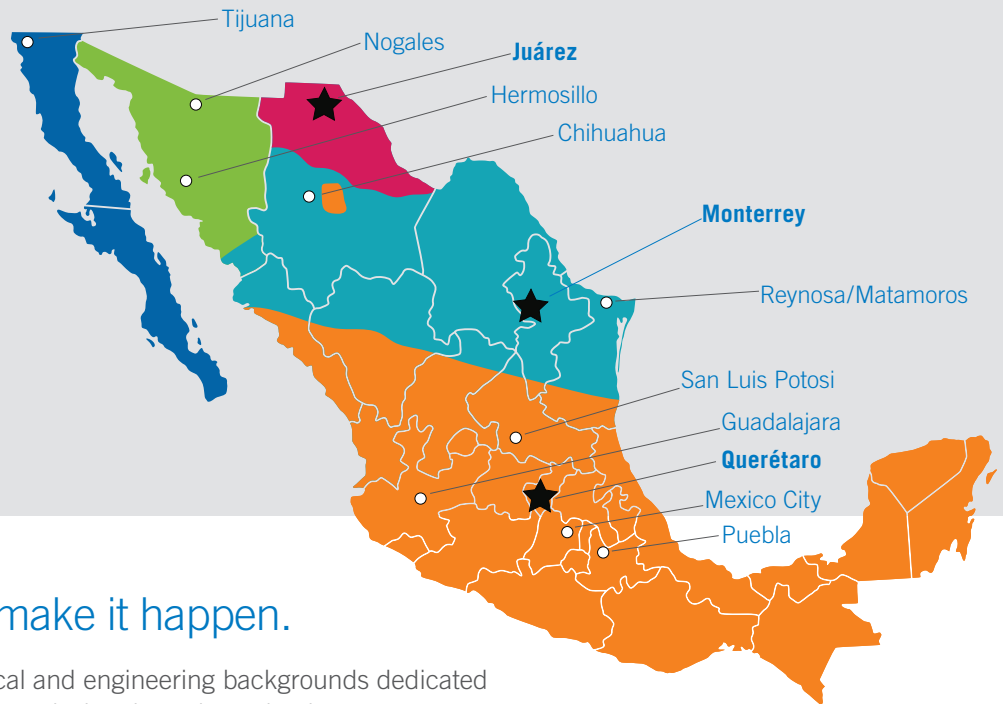 Tijuana
Nogales
Juárez
Hermosillo
Chihuahua
Monterrey
Reynosa/Matamoros
San Luis Potosi
Guadalajara
Querétaro
Mexico City
Puebla
make it happen.
cal and engineering backgrounds dedicated